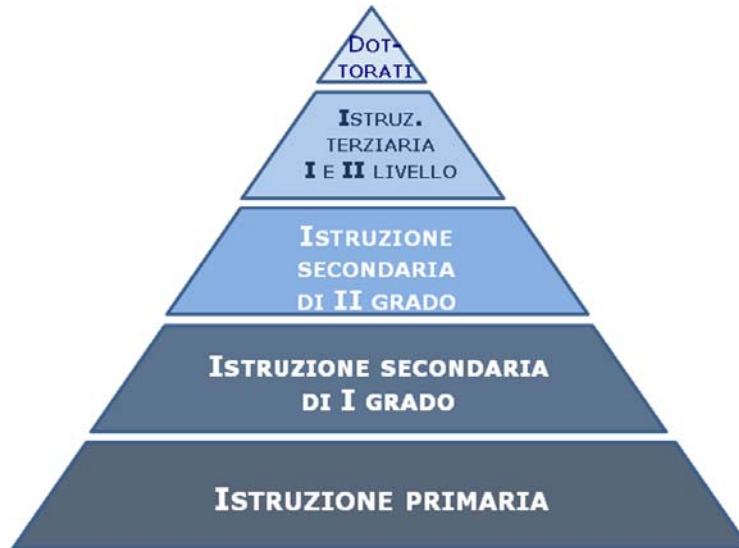 DOT-
TORATI
ISTRUZ.
TERZIARIA
I E II LIVELLO
ISTRUZIONE
SECONDARIA
DI II GRADO
ISTRUZIONE SECONDARIA
DI I GRADO
ISTRUZIONE PRIMARIA